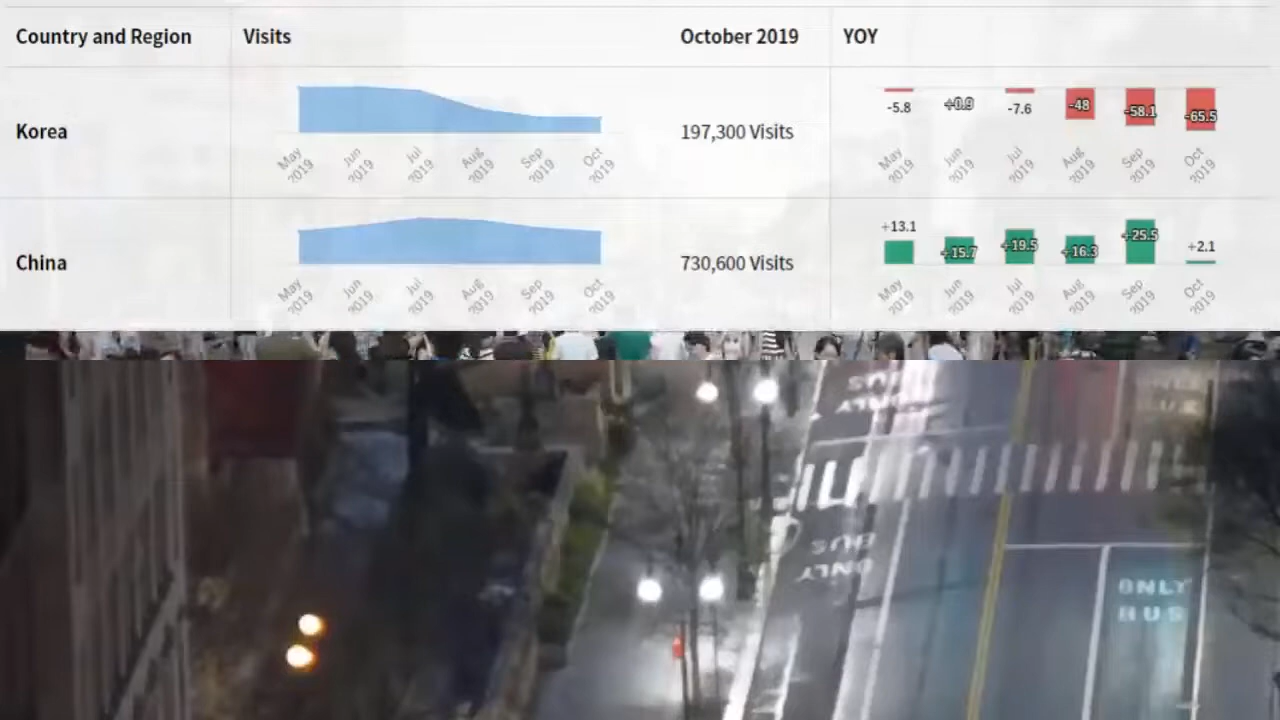 Country and Region Visits October 2019 YOY
-5.8 +0.9 -7.6 -48 -58.1 -65.5
Korea 197,300 Visits
May 2019 Jun 2019 Jul 2019 Aug 2019 Sep 2019 Oct 2019 May 2019 Jun 2019 Jul 2019 Aug 2019 Sep 2019 Oct 2019
+13.1 +15.7 +19.5 +16.3 +25.5 +2.1
China 730,600 Visits
May 2019 Jun 2019 Jul 2019 Aug 2019 Sep 2019 Oct 2019 May 2019 Jun 2019 Jul 2019 Aug 2019 Sep 2019 Oct 2019
BUS
ONLY
BUS
ONLY
ONLY
BUS